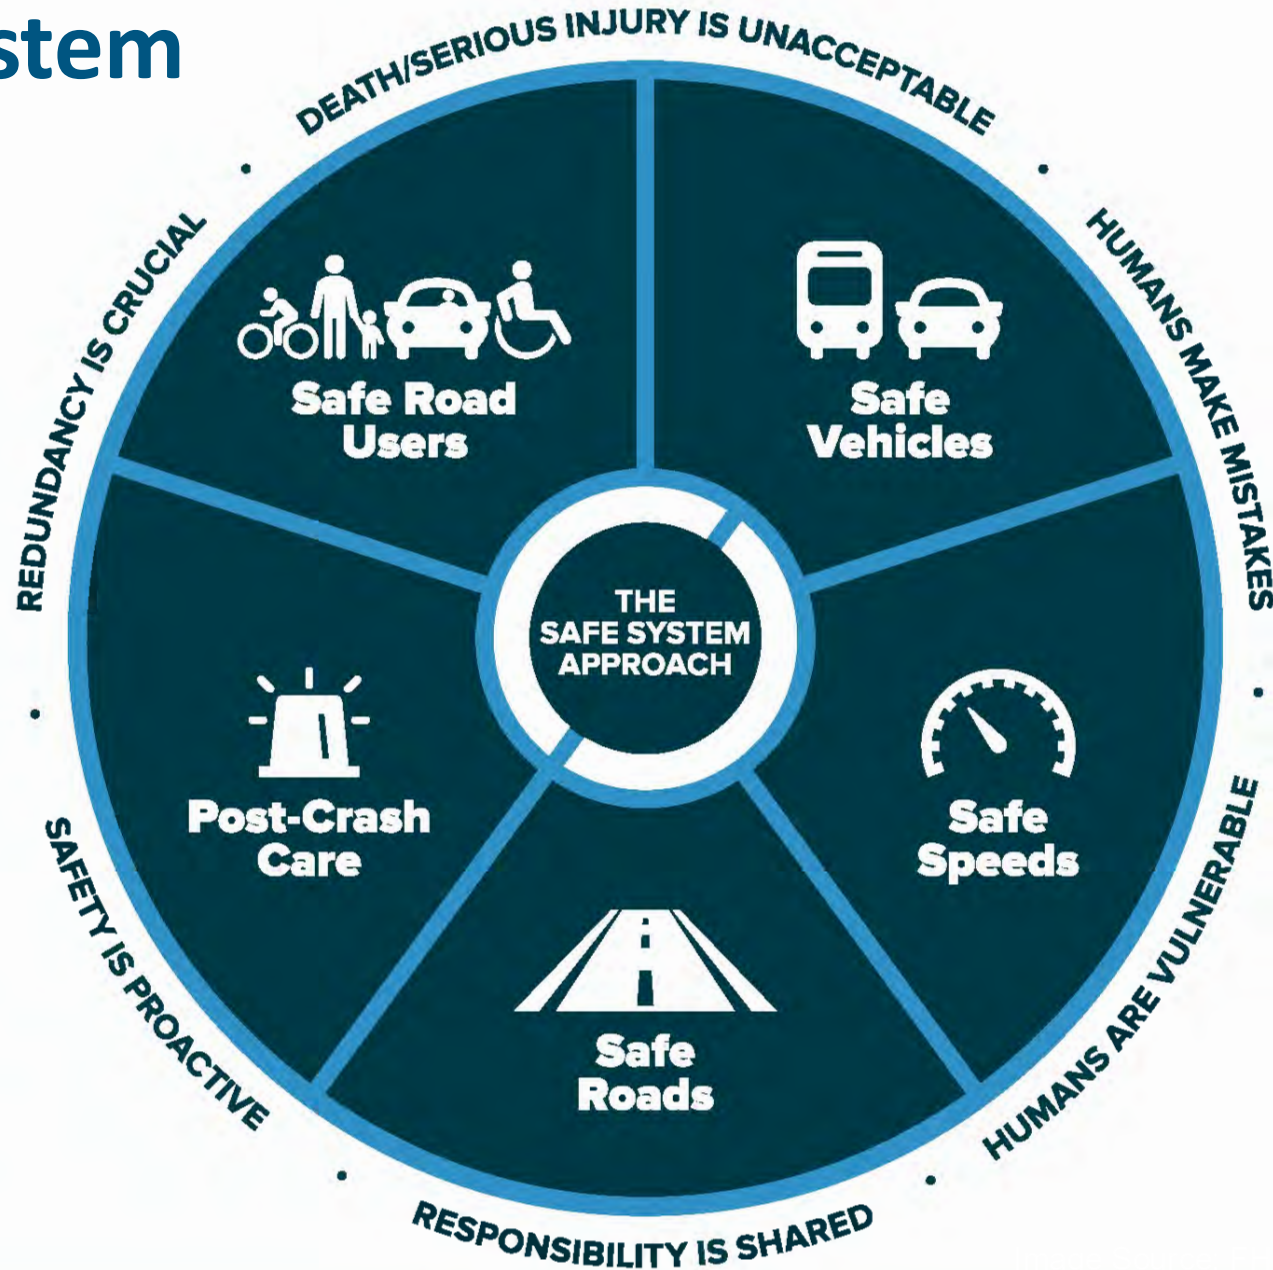 stem
DEATH/SERIOUS INJURY IS UNACCEPTABLE
HUMANS MAKE MISTAKES
HUMANS ARE VULNERABLE
RESPONSIBILITY IS SHARED
SAFETY IS PROACTIVE
REDUNDANCY IS CRUCIAL
Safe Road
Users
Safe
Vehicles
Safe
Speeds
Safe
Roads
Post-Crash
Care
THE
SAFE SYSTEM
APPROACH